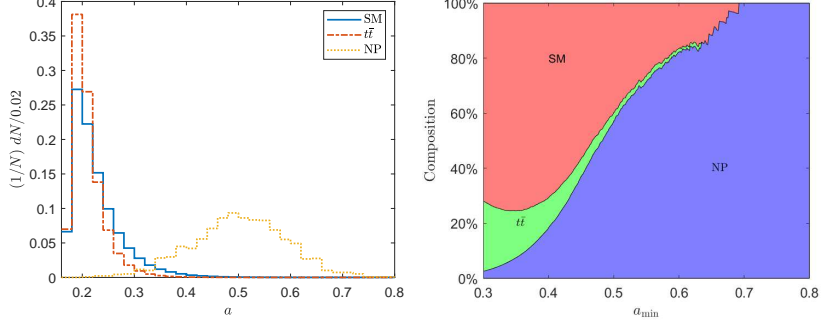 0.4
0.35
0.3
0.25
0.2
0.15
0.1
0.05
0
(1/N) dN/0.02
0.2 0.3 0.4 0.5 0.6 0.7 0.8
a
SM
tt̄
NP
100%
80%
60%
40%
20%
0%
Composition
SM
NP
tt̄
0.3 0.4 0.5 0.6 0.7 0.8
a_min